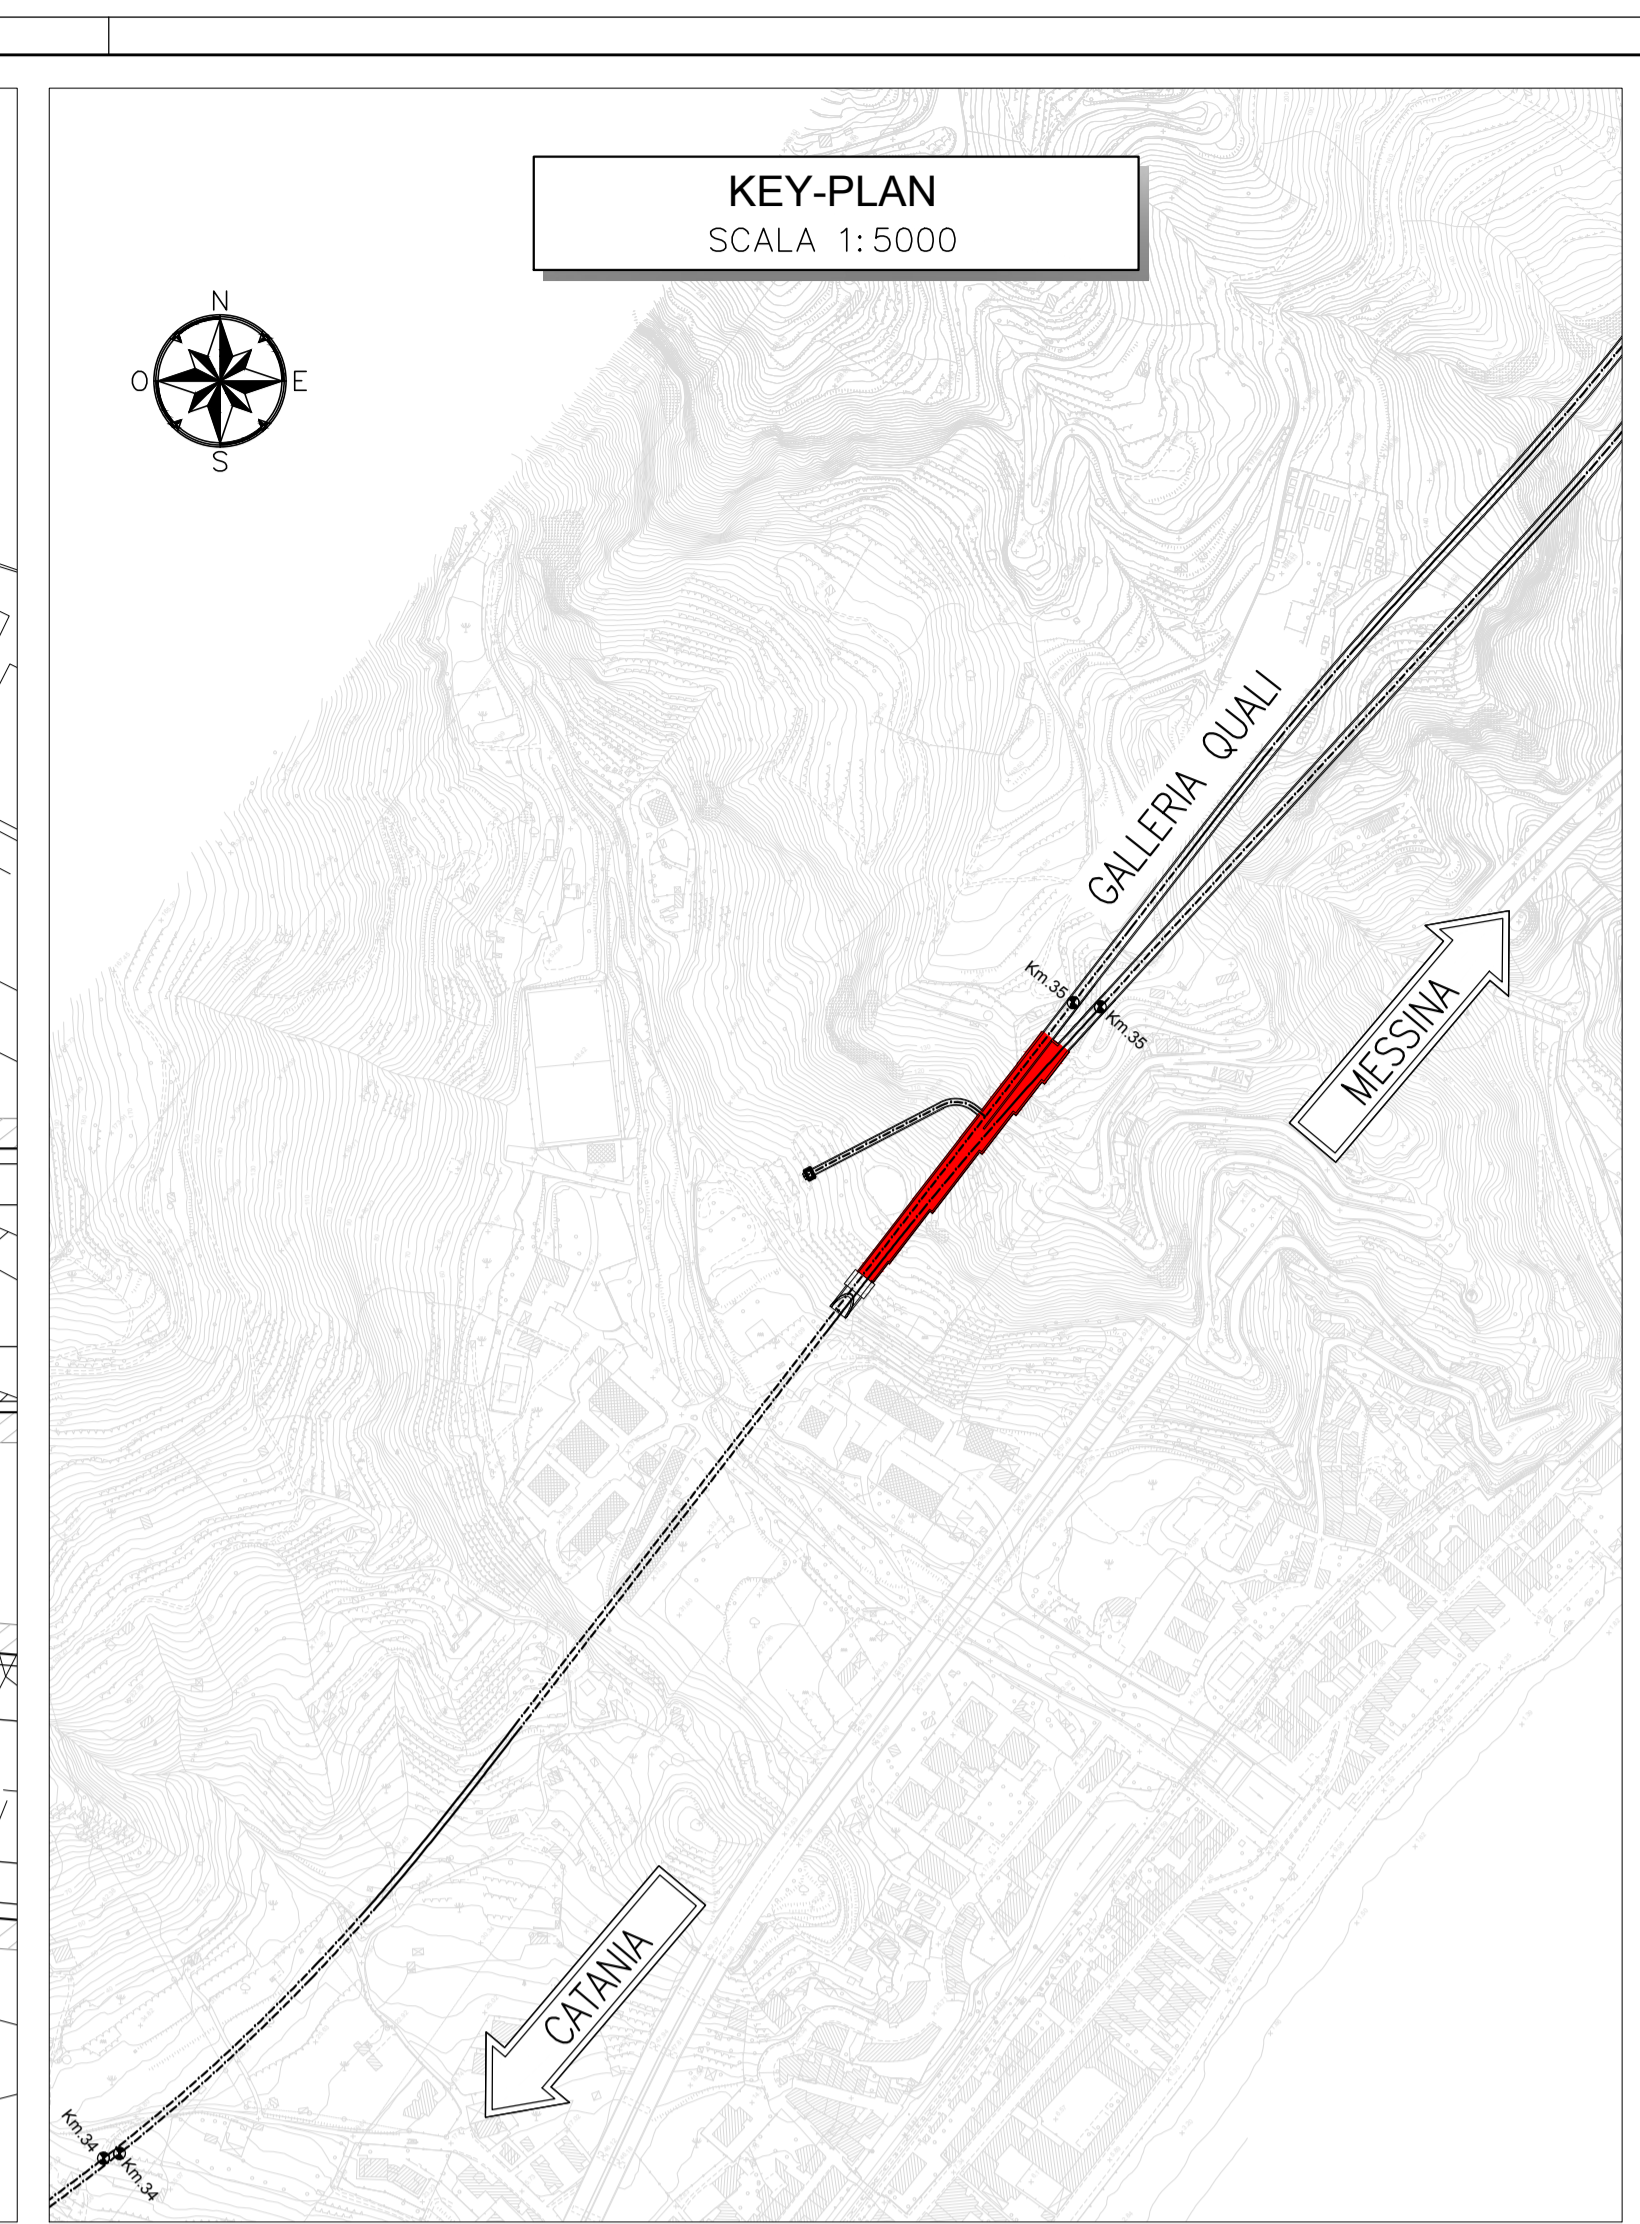 KEY-PLAN
SCALA 1:5000
N
O
E
S
GALLERIA QUALI
Km.35
Km.35
MESSINA
CATANIA
Km.34
Km.34